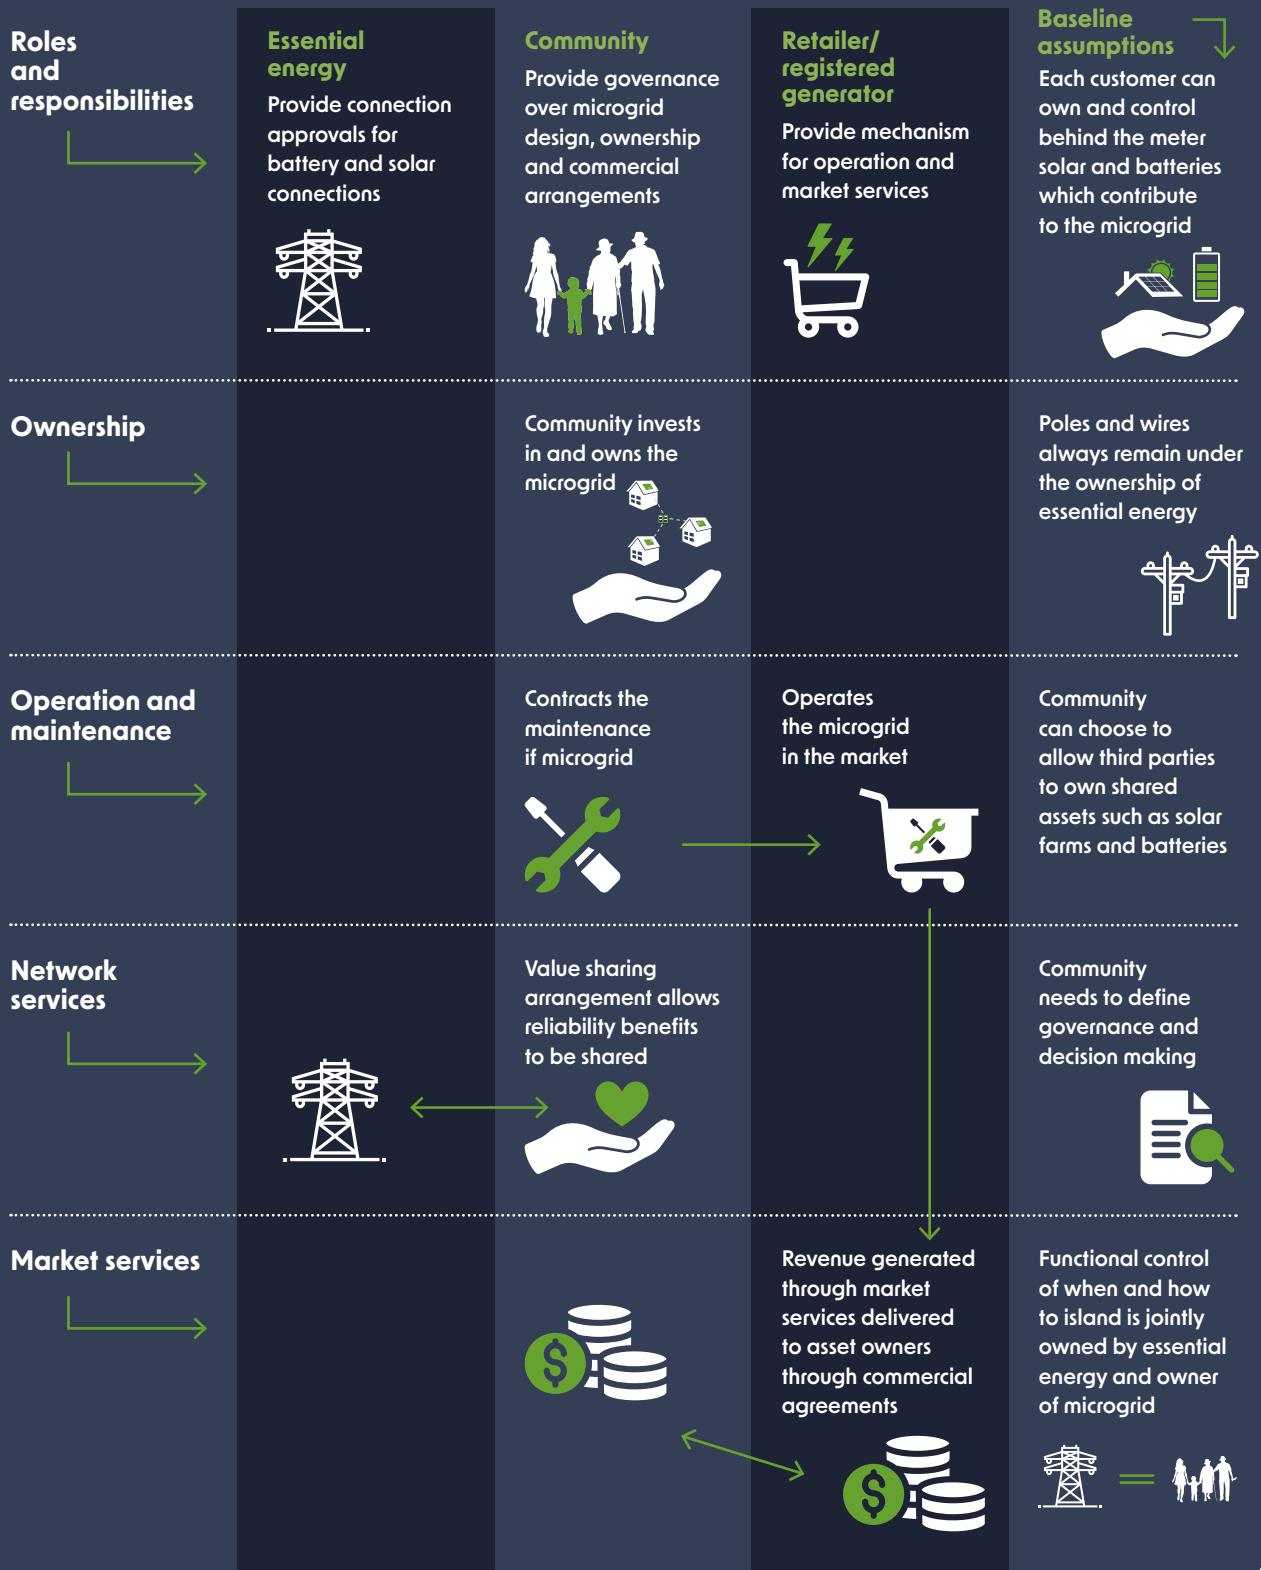 Roles
and
responsibilities
Essential
energy
Provide connection
approvals for
battery and solar
connections
Community
Provide governance
over microgrid
design, ownership
and commercial
arrangements
Retailer/
registered
generator
Provide mechanism
for operation and
market services
Baseline
assumptions
Each customer can
own and control
behind the meter
solar and batteries
which contribute
to the microgrid
Ownership
Community invests
in and owns the
microgrid
Poles and wires
always remain under
the ownership of
essential energy
Operation and
maintenance
Contracts the
maintenance
if microgrid
Operates
the microgrid
in the market
Community
can choose to
allow third parties
to own shared
assets such as solar
farms and batteries
Network
services
Value sharing
arrangement allows
reliability benefits
to be shared
Community
needs to define
governance and
decision making
Market services
$
Revenue generated
through market
services delivered
to asset owners
through commercial
agreements
$
Functional control
of when and how
to island is jointly
owned by essential
energy and owner
of microgrid